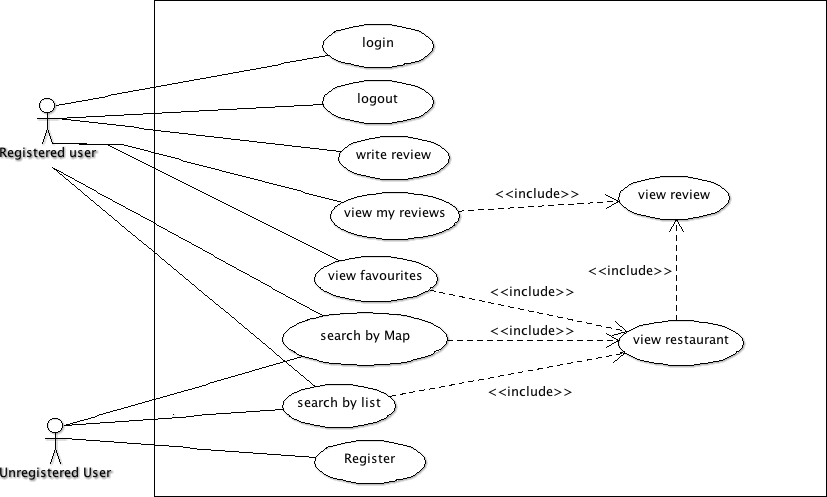 login
logout
Registered user
write review
view my reviews
<<include>>
view review
view favourites
<<include>>
<<include>>
search by Map
<<include>>
view restaurant
search by list
<<include>>
Unregistered User
Register